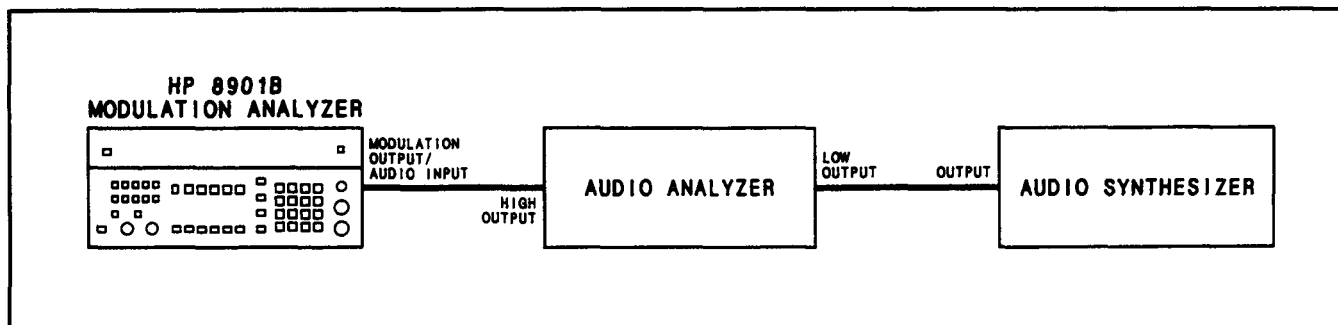 HP 8901B
MODULATION ANALYZER
MODULATION
OUTPUT/
AUDIO INPUT
HIGH
OUTPUT
AUDIO ANALYZER
LOW
OUTPUT
OUTPUT
AUDIO SYNTHESIZER